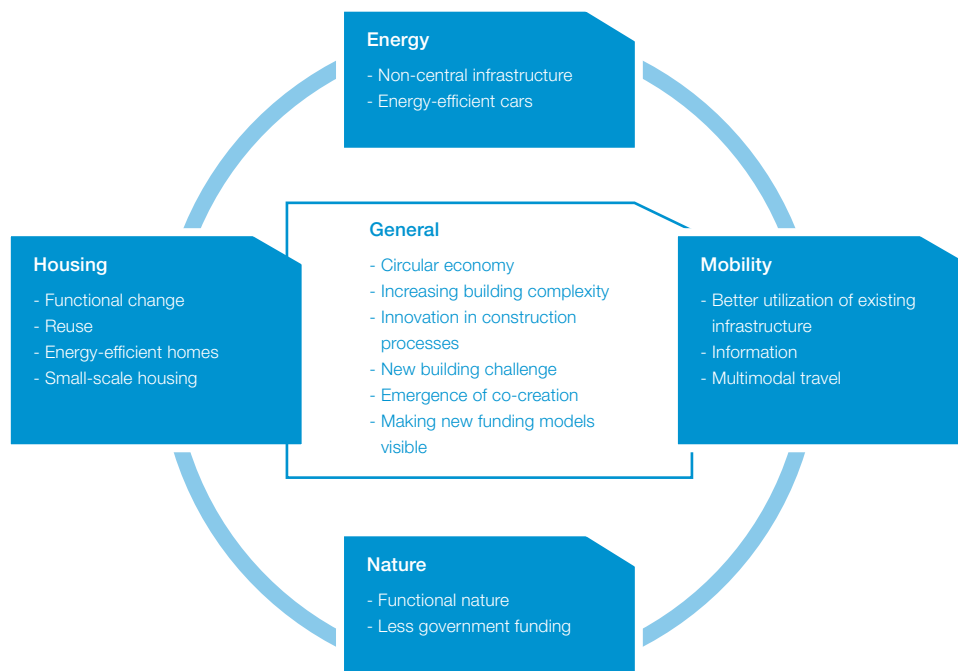 Energy
- Non-central infrastructure
- Energy-efficient cars
General
- Circular economy
- Increasing building complexity
- Innovation in construction
processes
- New building challenge
- Emergence of co-creation
- Making new funding models
visible
Housing
- Functional change
- Reuse
- Energy-efficient homes
- Small-scale housing
Mobility
- Better utilization of existing
infrastructure
- Information
- Multimodal travel
Nature
- Functional nature
- Less government funding